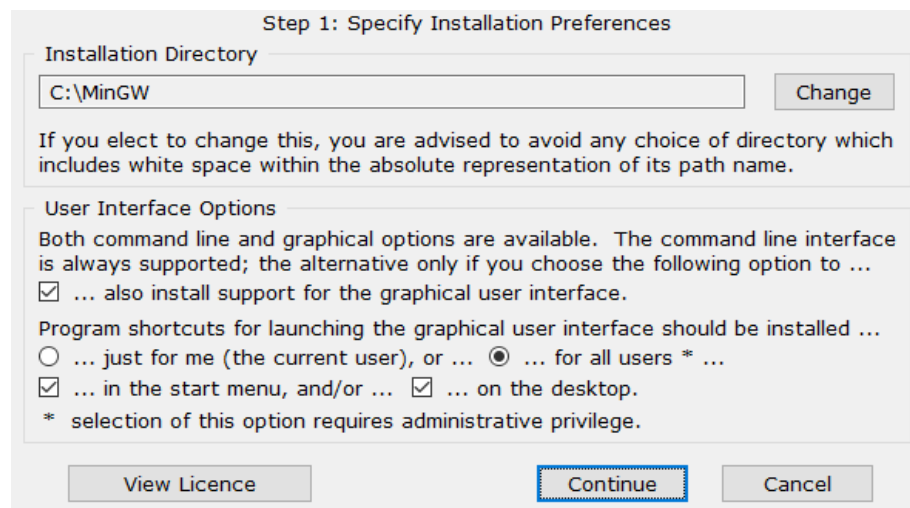 Step 1: Specify Installation Preferences
Installation Directory
C:\MinGW
Change
If you elect to change this, you are advised to avoid any choice of directory which
includes white space within the absolute representation of its path name.
User Interface Options
Both command line and graphical options are available.  The command line interface
is always supported; the alternative only if you choose the following option to ...
... also install support for the graphical user interface.
Program shortcuts for launching the graphical user interface should be installed ...
... just for me (the current user), or ... ... for all users * ...
... in the start menu, and/or ... ... on the desktop.
* selection of this option requires administrative privilege.
View Licence Continue Cancel